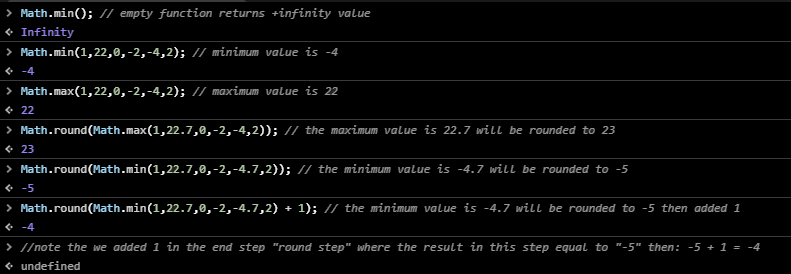 > Math.min(); // empty function returns +infinity value
< Infinity
> Math.min(1,22,0,-2,-4,2); // minimum value is -4
< -4
> Math.max(1,22,0,-2,-4,2); // maximum value is 22
< 22
> Math.round(Math.max(1,22.7,0,-2,-4,2)); // the maximum value is 22.7 will be rounded to 23
< 23
> Math.round(Math.min(1,22.7,0,-2,-4.7,2)); // the minimum value is -4.7 will be rounded to -5
< -5
> Math.round(Math.min(1,22.7,0,-2,-4.7,2) + 1); // the minimum value is -4.7 will be rounded to -5 then added 1
< -4
> //note the we added 1 in the end step "round step" where the result in this step equal to "-5" then: -5 + 1 = -4
< undefined